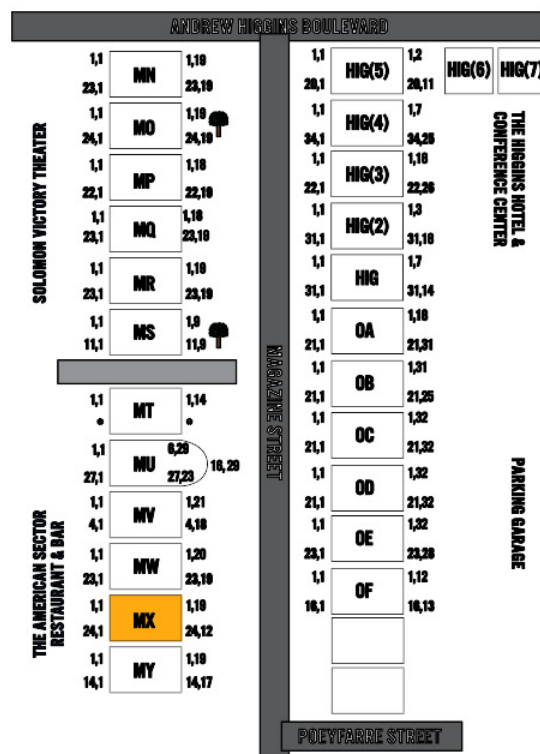 ANDREW HIGGINS BOULEVARD
1,1 MN 1,19
23,1 23,19
1,1 MO 1,19
24,1 24,19
1,1 MP 1,18
22,1 22,19
1,1 MQ 1,18
23,1 23,19
1,1 MR 1,19
23,1 23,19
1,1 MS 1,9
11,1 11,9
SOLOMON VICTORY THEATER
1,1 MT 1,14
1,1 MU 6,29
27,1 27,23 16,29
1,1 MV 1,21
4,1 4,18
1,1 MW 1,20
23,1 23,19
1,1 MX 1,19
24,1 24,12
1,1 MY 1,19
14,1 14,17
THE AMERICAN SECTOR
RESTAURANT & BAR
MAGAZINE STREET
1,1 HIG(5) 1,2
20,1 20,11
HIG(6) HIG(7)
1,1 HIG(4) 1,7
34,1 34,25
1,1 HIG(3) 1,18
22,1 22,26
1,1 HIG(2) 1,3
31,1 31,18
1,1 HIG 1,7
31,1 31,14
1,1 OA 1,18
21,1 21,31
1,1 OB 1,31
21,1 21,25
1,1 OC 1,32
21,1 21,32
1,1 OD 1,32
21,1 21,32
1,1 OE 1,32
23,1 23,28
1,1 OF 1,12
16,1 16,13
THE HIGGINS HOTEL &
CONFERENCE CENTER
PARKING GARAGE
POEYFARRE STREET